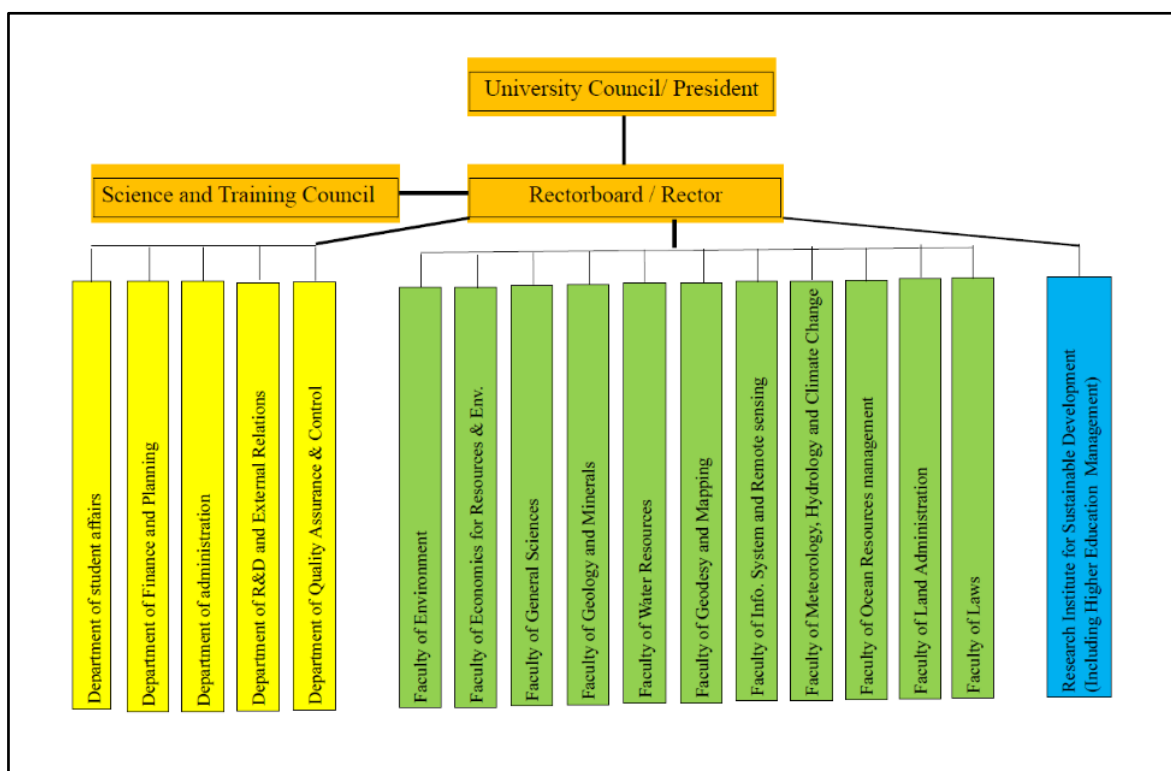 University Council/ President
Science and Training Council
Rectorboard / Rector
Department of student affairs
Department of Finance and Planning
Department of administration
Department of R&D and External Relations
Department of Quality Assurance & Control
Faculty of Environment
Faculty of Economics for Resources & Env.
Faculty of General Sciences
Faculty of Geology and Minerals
Faculty of Water Resources
Faculty of Geodesy and Mapping
Faculty of Info. System and Remote sensing
Faculty of Meteorology, Hydrology and Climate Change
Faculty of Ocean Resources management
Faculty of Land Administration
Faculty of Laws
Research Institute for Sustainable Development
(Including Higher Education Management)